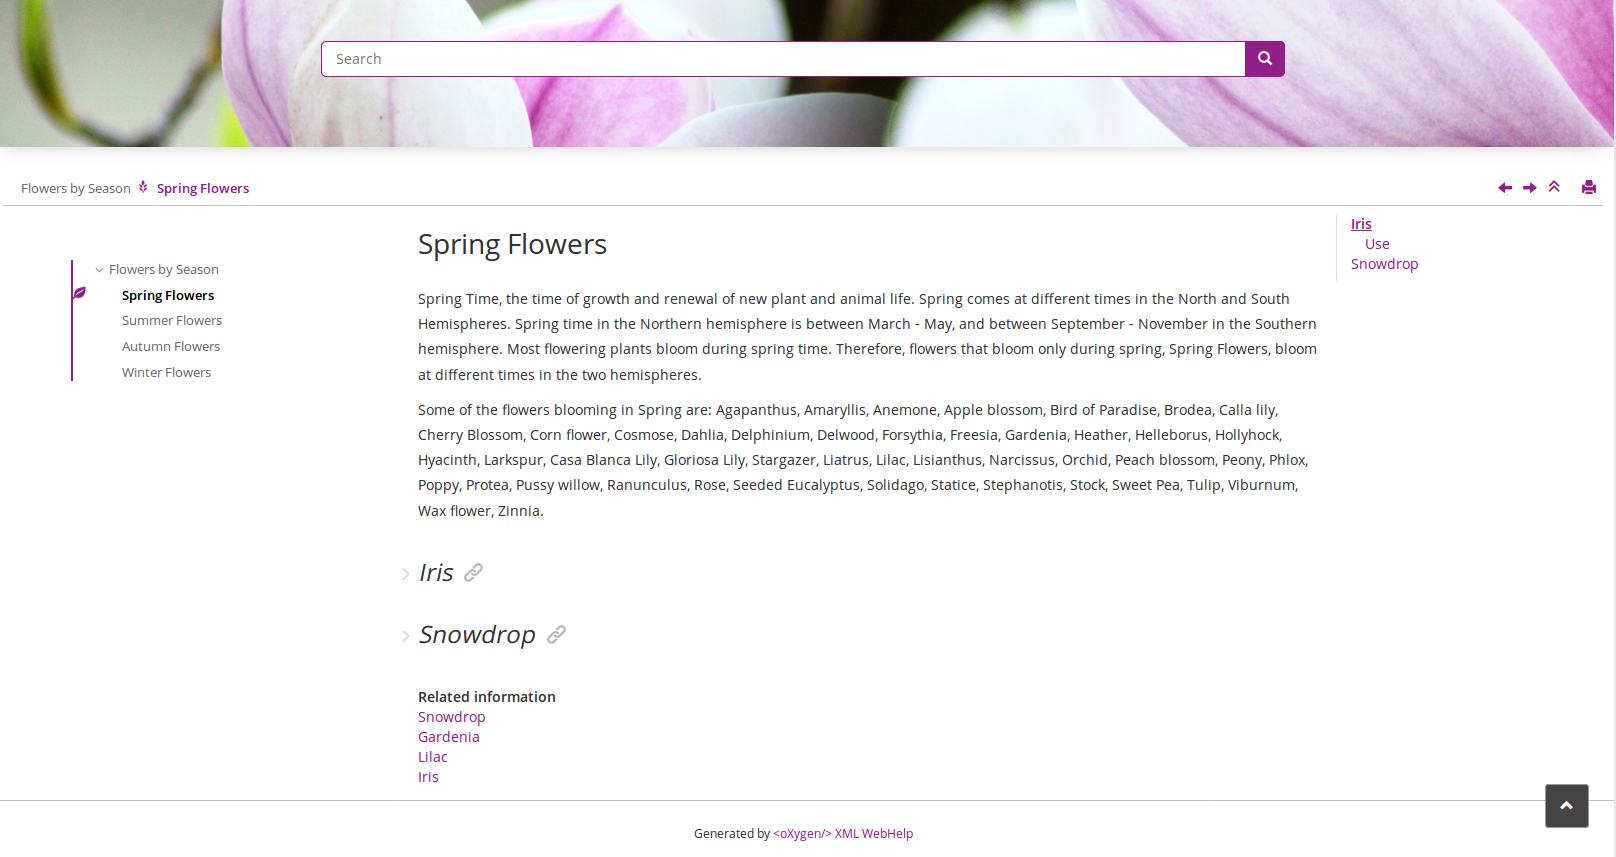 Search
Flowers by Season Spring Flowers
Iris
Use
Snowdrop
Flowers by Season
Spring Flowers
Summer Flowers
Autumn Flowers
Winter Flowers
Spring Flowers
Spring Time, the time of growth and renewal of new plant and animal life. Spring comes at different times in the North and South
Hemispheres. Spring time in the Northern hemisphere is between March - May, and between September - November in the Southern
hemisphere. Most flowering plants bloom during spring time. Therefore, flowers that bloom only during spring, Spring Flowers, bloom
at different times in the two hemispheres.
Some of the flowers blooming in Spring are: Agapanthus, Amaryllis, Anemone, Apple blossom, Bird of Paradise, Brodea, Calla lily,
Cherry Blossom, Corn flower, Cosmose, Dahlia, Delphinium, Delwood, Forsythia, Freesia, Gardenia, Heather, Helleborus, Hollyhock,
Hyacinth, Larkspur, Casa Blanca Lily, Gloriosa Lily, Stargazer, Liatrus, Lilac, Lisianthus, Narcissus, Orchid, Peach blossom, Peony, Phlox,
Poppy, Protea, Pussy willow, Ranunculus, Rose, Seeded Eucalyptus, Solidago, Statice, Stephanotis, Stock, Sweet Pea, Tulip, Viburnum,
Wax flower, Zinnia.
Iris
Snowdrop
Related information
Snowdrop
Gardenia
Lilac
Iris
Generated by <oXygen/> XML WebHelp